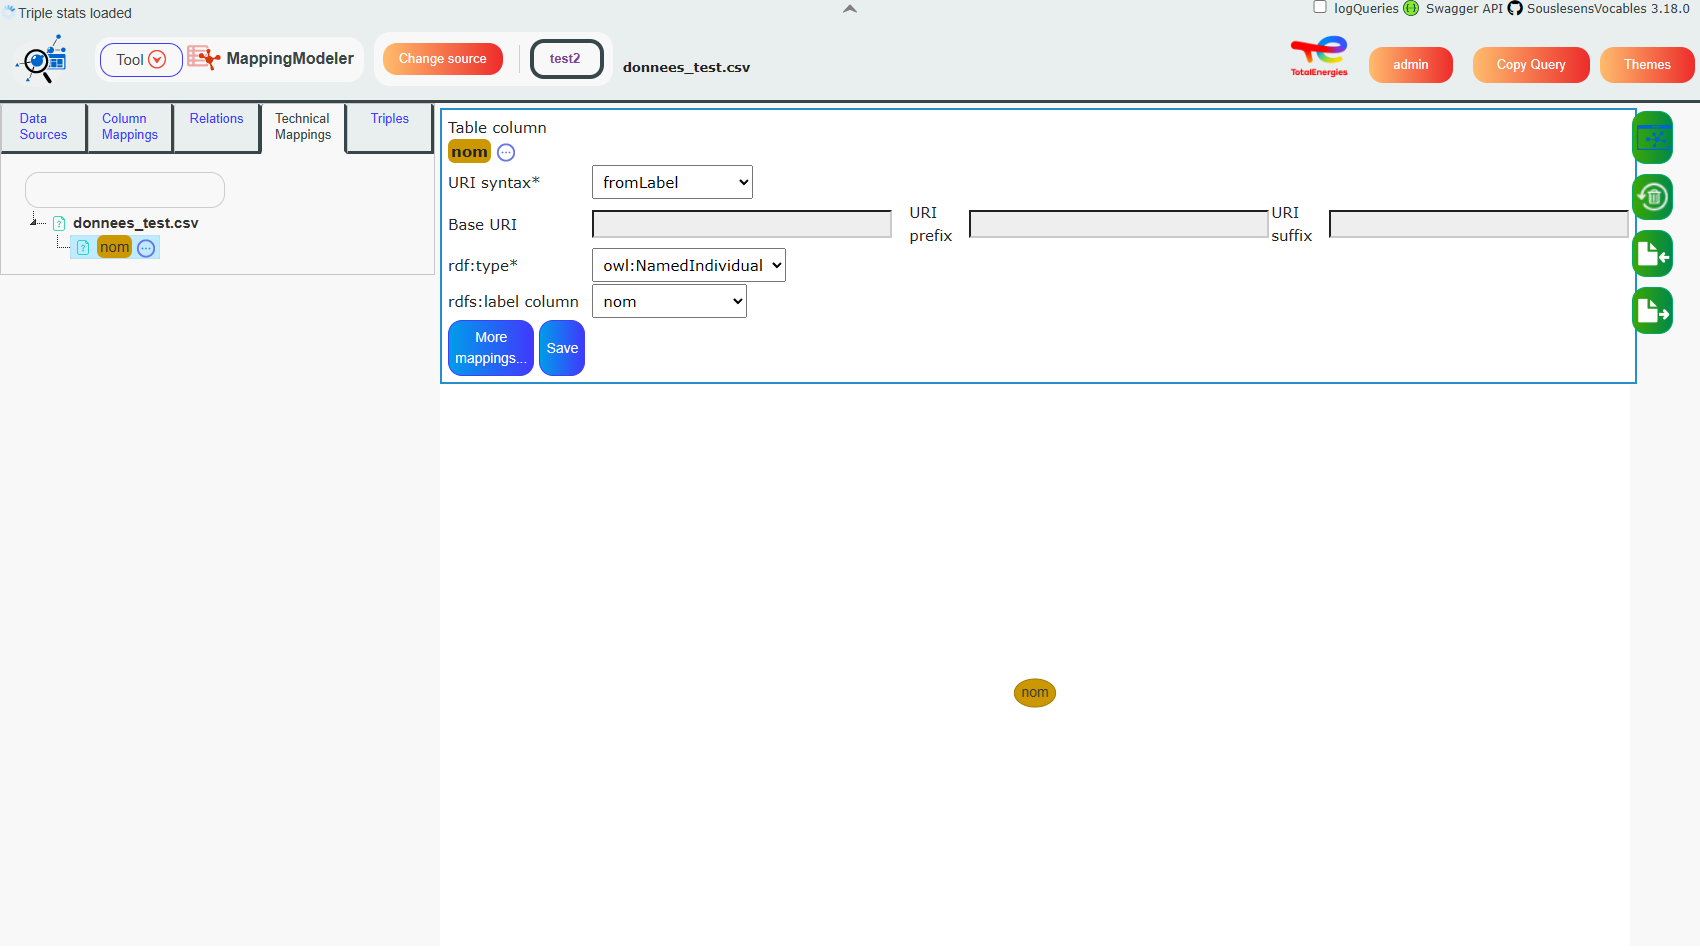 Triple stats loaded
logQueries Swagger API SouslesensVocables 3.18.0
Tool MappingModeler Change source test2 donnees_test.csv
TotalEnergies admin Copy Query Themes
Data Sources
Column Mappings
Relations
Technical Mappings
Triples
donnees_test.csv
nom
Table column
nom
URI syntax* fromLabel
Base URI URI prefix URI suffix
rdf:type* owl:NamedIndividual
rdfs:label column nom
More mappings... Save
nom